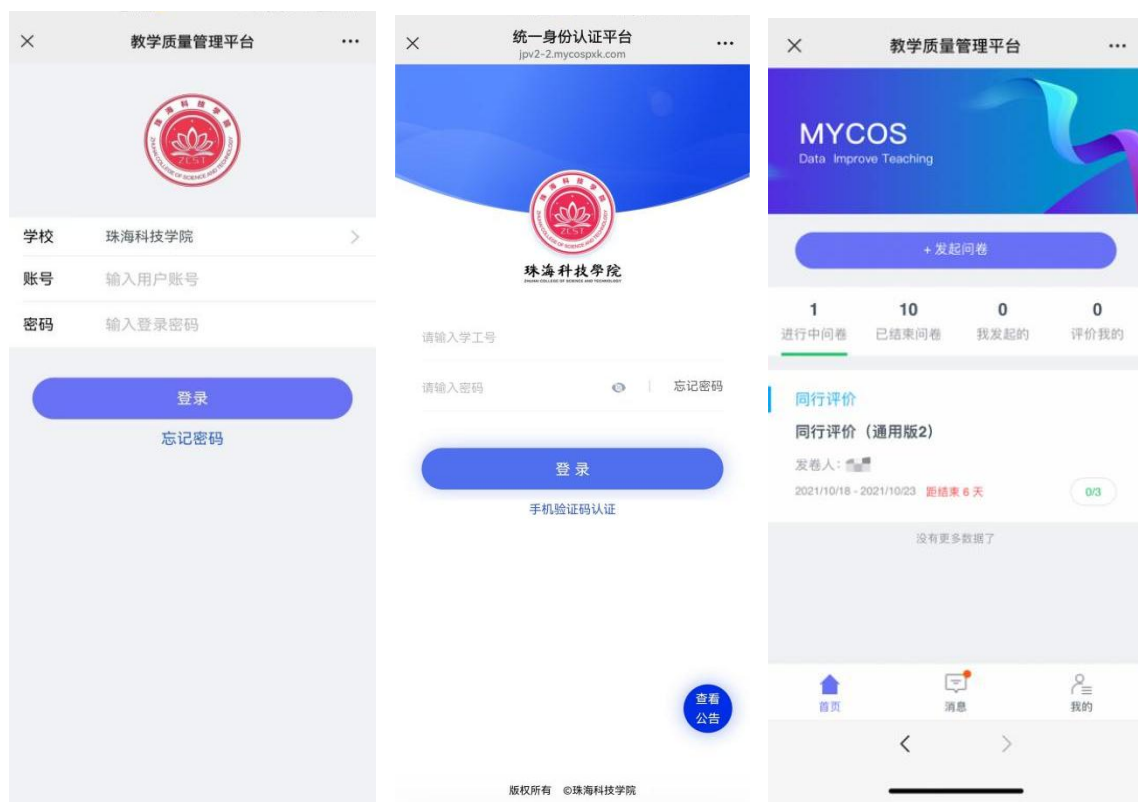 教学质量管理平台
ZCST
学校 珠海科技学院
账号 输入用户账号
密码 输入登录密码
登录
忘记密码
统一身份认证平台
jpv2-2.mycospxk.com
ZCST
珠海科技學院
ZHUHAI COLLEGE OF SCIENCE AND TECHNOLOGY
请输入学工号
请输入密码 忘记密码
登录
手机验证码认证
查看
公告
版权所有 ©珠海科技学院
教学质量管理平台
MYCOS
Data Improve Teaching
+ 发起问卷
1 10 0 0
进行中问卷 已结束问卷 我发起的 评价我的
同行评价
同行评价（通用版2）
发卷人：
2021/10/18 - 2021/10/23 距结束 6 天 0/3
没有更多数据了
首页 消息 我的